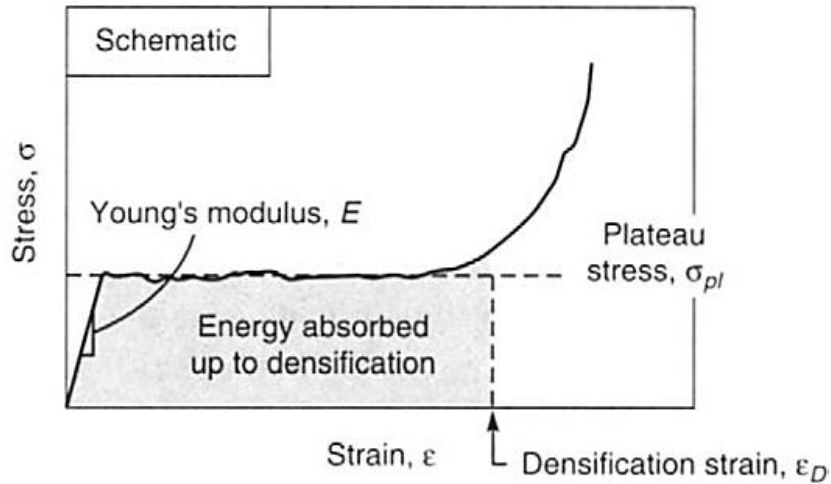 Schematic
Stress, σ
Young's modulus, E
Plateau
stress, σpl
Energy absorbed
up to densification
Strain, ε
Densification strain, εD